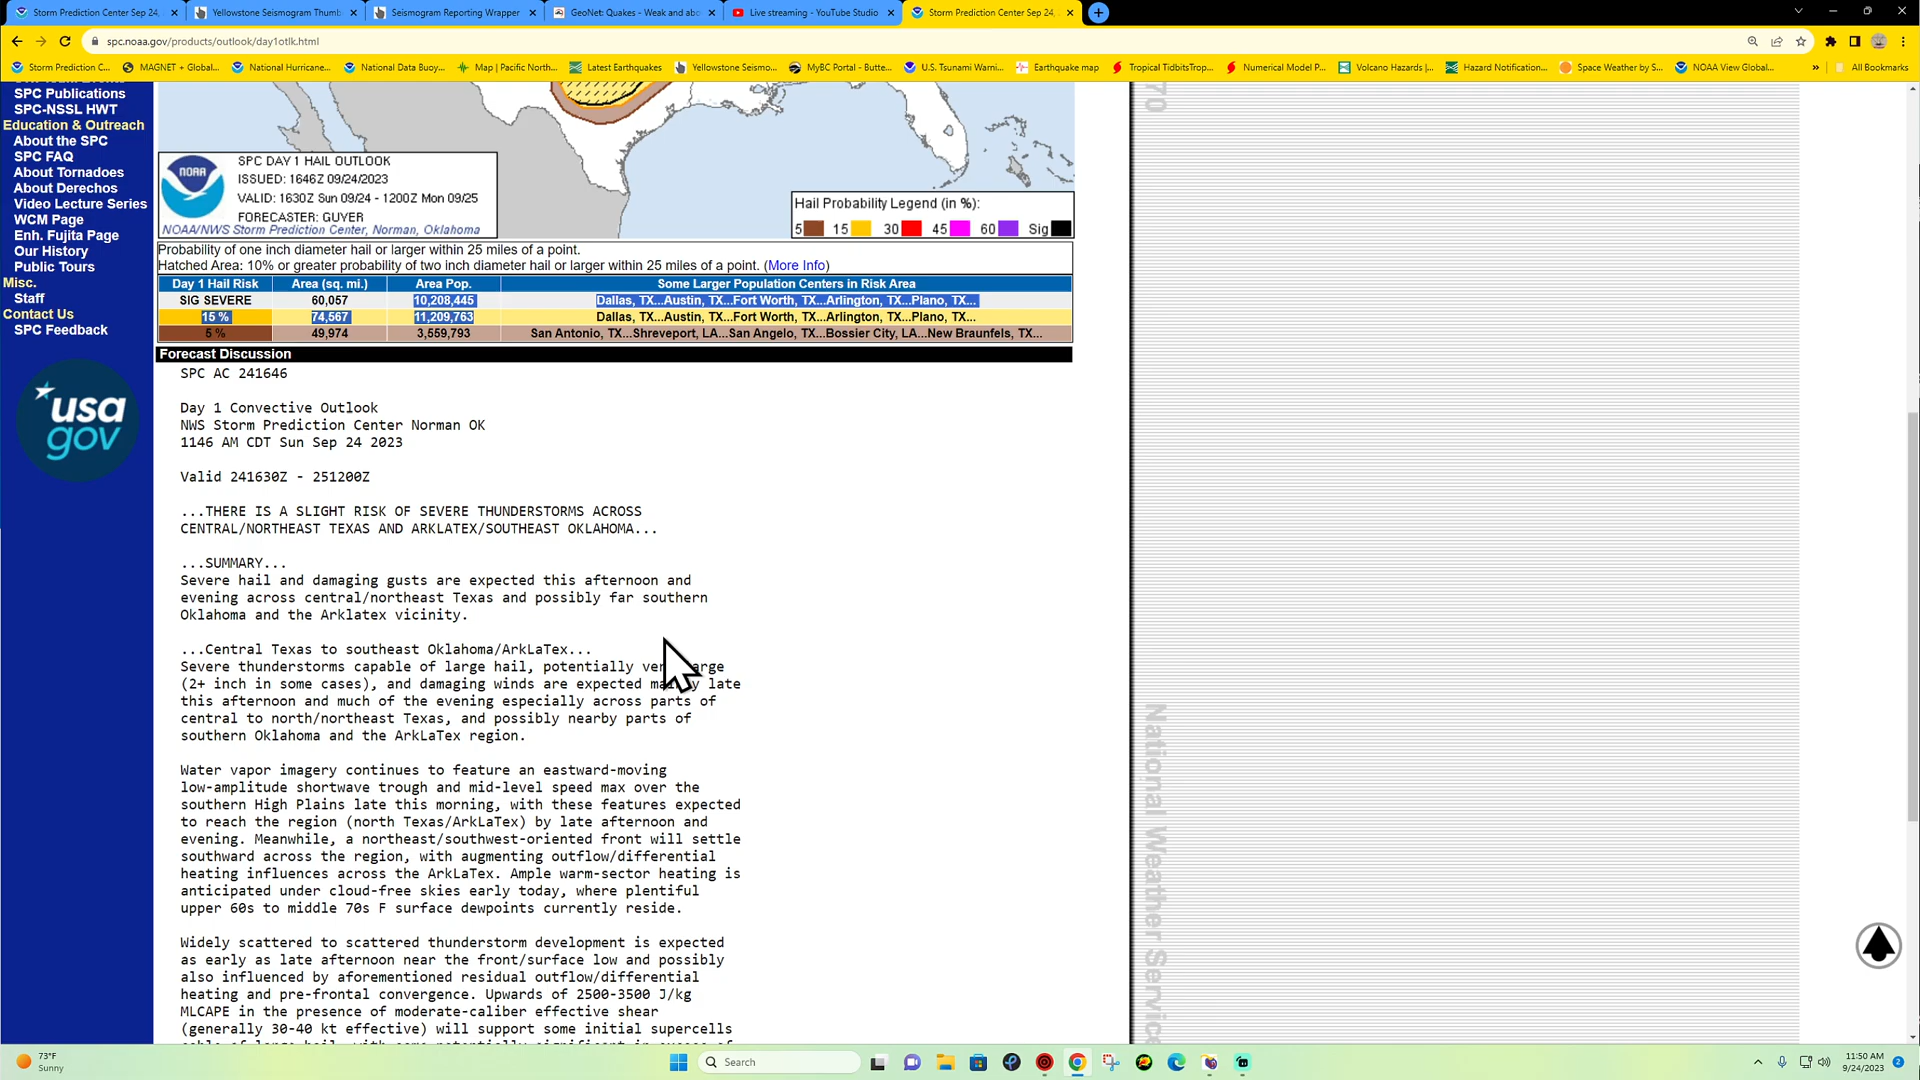 Storm Prediction Center Sep 24,
Yellowstone Seismogram Thumb
Seismogram Reporting Wrapper
GeoNet: Quakes - Weak and abo
Live streaming - YouTube Studio
Storm Prediction Center Sep 24,
spc.noaa.gov/products/outlook/day1otlk.html
Storm Prediction C...
MAGNET + Global...
National Hurricane...
National Data Buoy...
Map | Pacific North...
Latest Earthquakes
Yellowstone Seismo...
MyBC Portal - Butte...
U.S. Tsunami Warni...
Earthquake map
Tropical TidbitsTrop...
Numerical Model P...
Volcano Hazards |...
Hazard Notification...
Space Weather by S...
NOAA View Global...
»
All Bookmarks
SPC Publications
SPC-NSSL HWT
Education & Outreach
About the SPC
SPC FAQ
About Tornadoes
About Derechos
Video Lecture Series
WCM Page
Enh. Fujita Page
Our History
Public Tours
Misc.
Staff
Contact Us
SPC Feedback
usa
gov
NOAA
SPC DAY 1 HAIL OUTLOOK
ISSUED: 1646Z 09/24/2023
VALID: 1630Z Sun 09/24 - 1200Z Mon 09/25
FORECASTER: GUYER
NOAA/NWS Storm Prediction Center, Norman, Oklahoma
Hail Probability Legend (in %):
5 15 30 45 60 Sig
Probability of one inch diameter hail or larger within 25 miles of a point.
Hatched Area: 10% or greater probability of two inch diameter hail or larger within 25 miles of a point. (More Info)
Day 1 Hail Risk Area (sq. mi.) Area Pop. Some Larger Population Centers in Risk Area
SIG SEVERE 60,057 10,208,445 Dallas, TX...Austin, TX...Fort Worth, TX...Arlington, TX...Plano, TX...
15 % 74,567 11,209,763 Dallas, TX...Austin, TX...Fort Worth, TX...Arlington, TX...Plano, TX...
5 % 49,974 3,559,793 San Antonio, TX...Shreveport, LA...San Angelo, TX...Bossier City, LA...New Braunfels, TX...
Forecast Discussion
SPC AC 241646
Day 1 Convective Outlook
NWS Storm Prediction Center Norman OK
1146 AM CDT Sun Sep 24 2023
Valid 241630Z - 251200Z
...THERE IS A SLIGHT RISK OF SEVERE THUNDERSTORMS ACROSS
CENTRAL/NORTHEAST TEXAS AND ARKLATEX/SOUTHEAST OKLAHOMA...
...SUMMARY...
Severe hail and damaging gusts are expected this afternoon and
evening across central/northeast Texas and possibly far southern
Oklahoma and the Arklatex vicinity.
...Central Texas to southeast Oklahoma/ArkLaTex...
Severe thunderstorms capable of large hail, potentially very large
(2+ inch in some cases), and damaging winds are expected mainly late
this afternoon and much of the evening especially across parts of
central to north/northeast Texas, and possibly nearby parts of
southern Oklahoma and the ArkLaTex region.
Water vapor imagery continues to feature an eastward-moving
low-amplitude shortwave trough and mid-level speed max over the
southern High Plains late this morning, with these features expected
to reach the region (north Texas/ArkLaTex) by late afternoon and
evening. Meanwhile, a northeast/southwest-oriented front will settle
southward across the region, with augmenting outflow/differential
heating influences across the ArkLaTex. Ample warm-sector heating is
anticipated under cloud-free skies early today, where plentiful
upper 60s to middle 70s F surface dewpoints currently reside.
Widely scattered to scattered thunderstorm development is expected
as early as late afternoon near the front/surface low and possibly
also influenced by aforementioned residual outflow/differential
heating and pre-frontal convergence. Upwards of 2500-3500 J/kg
MLCAPE in the presence of moderate-caliber effective shear
(generally 30-40 kt effective) will support some initial supercells
70
National Weather Service
73°F
Sunny
Search
11:50 AM
9/24/2023
2